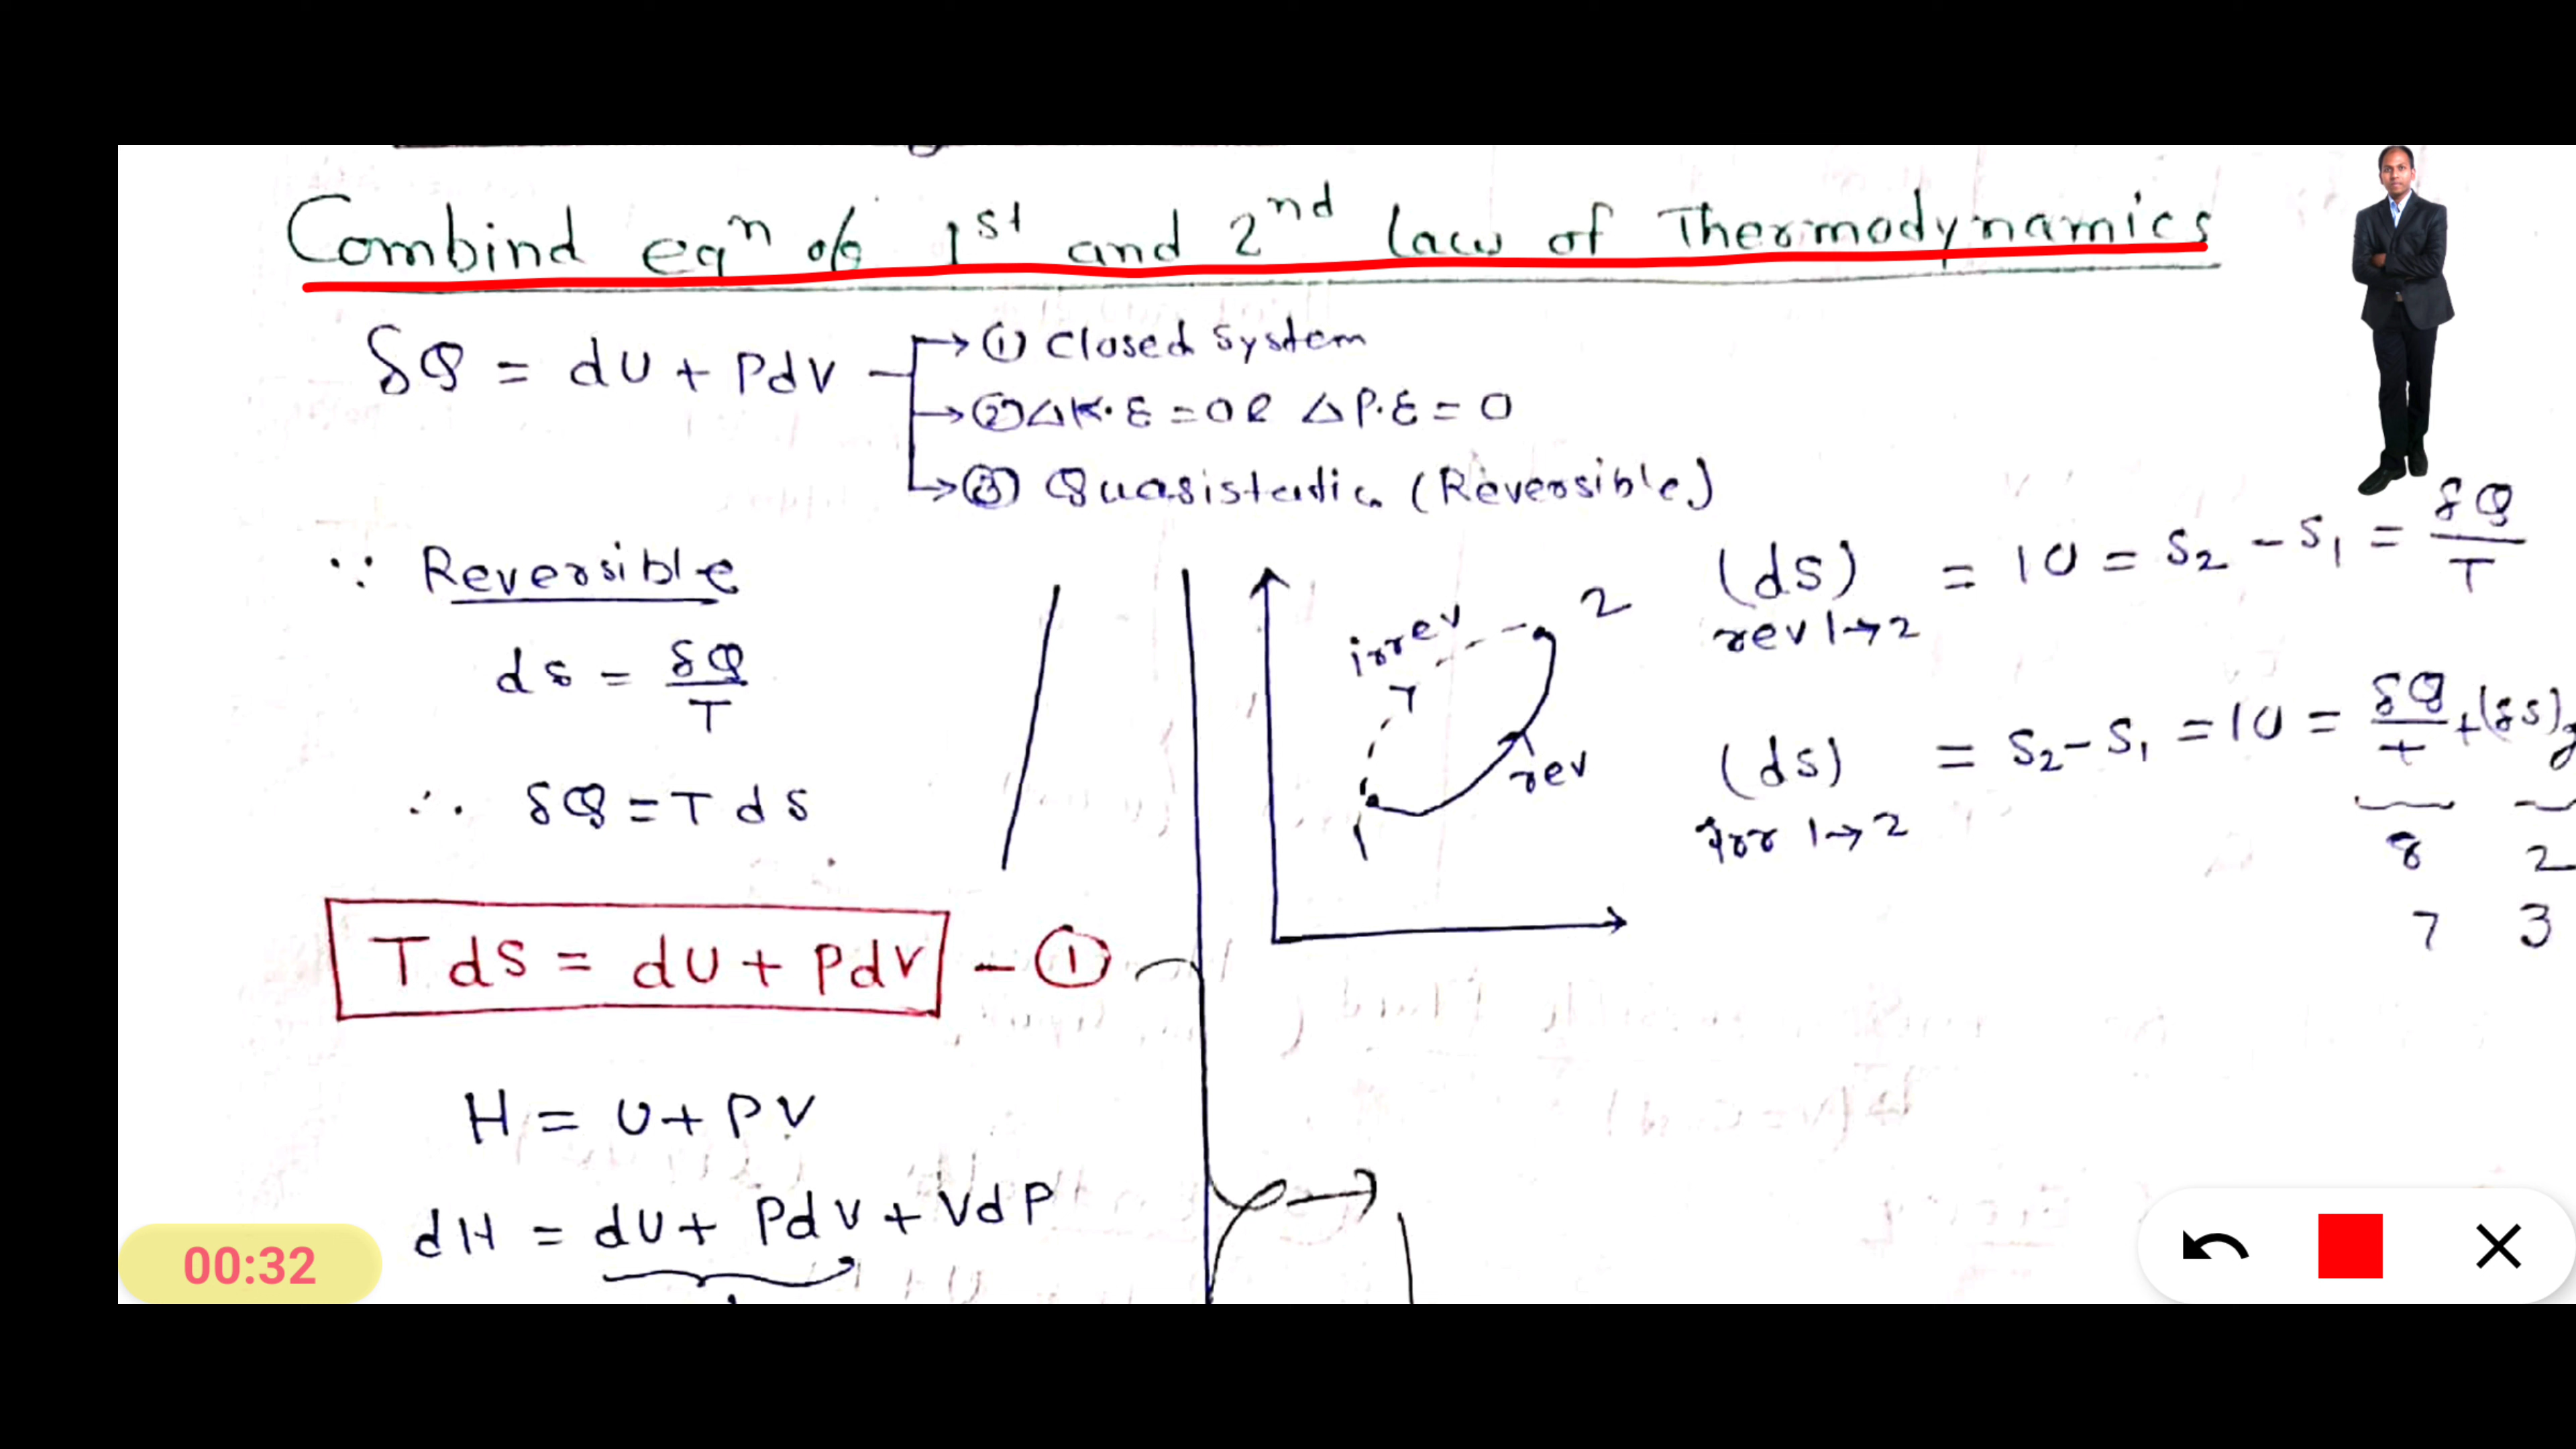 Combind eqⁿ of 1st and 2nd law of Thermodynamics
δQ = dU + PdV
① Closed System
② ΔK.E = 0 & ΔP.E = 0
③ Quasistatic (Reversible)
∵ Reversible
ds = δQ/T
∴ δQ = T ds
TdS = dU + PdV - ①
H = U + PV
dH = dU + PdV + VdP
irrev
2
rev
1
(ds) rev 1→2 = 10 = S₂ - S₁ = δQ/T
(ds) irr 1→2 = S₂ - S₁ = 10 = δQ/T + (δS)g
8 2
7 3
00:32